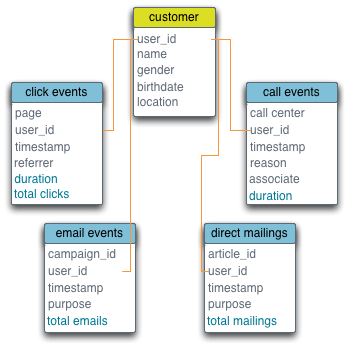 customer
user_id
name
gender
birthdate
location
click events
page
user_id
timestamp
referrer
duration
total clicks
call events
call center
user_id
timestamp
reason
associate
duration
email events
campaign_id
user_id
timestamp
purpose
total emails
direct mailings
article_id
user_id
timestamp
purpose
total mailings